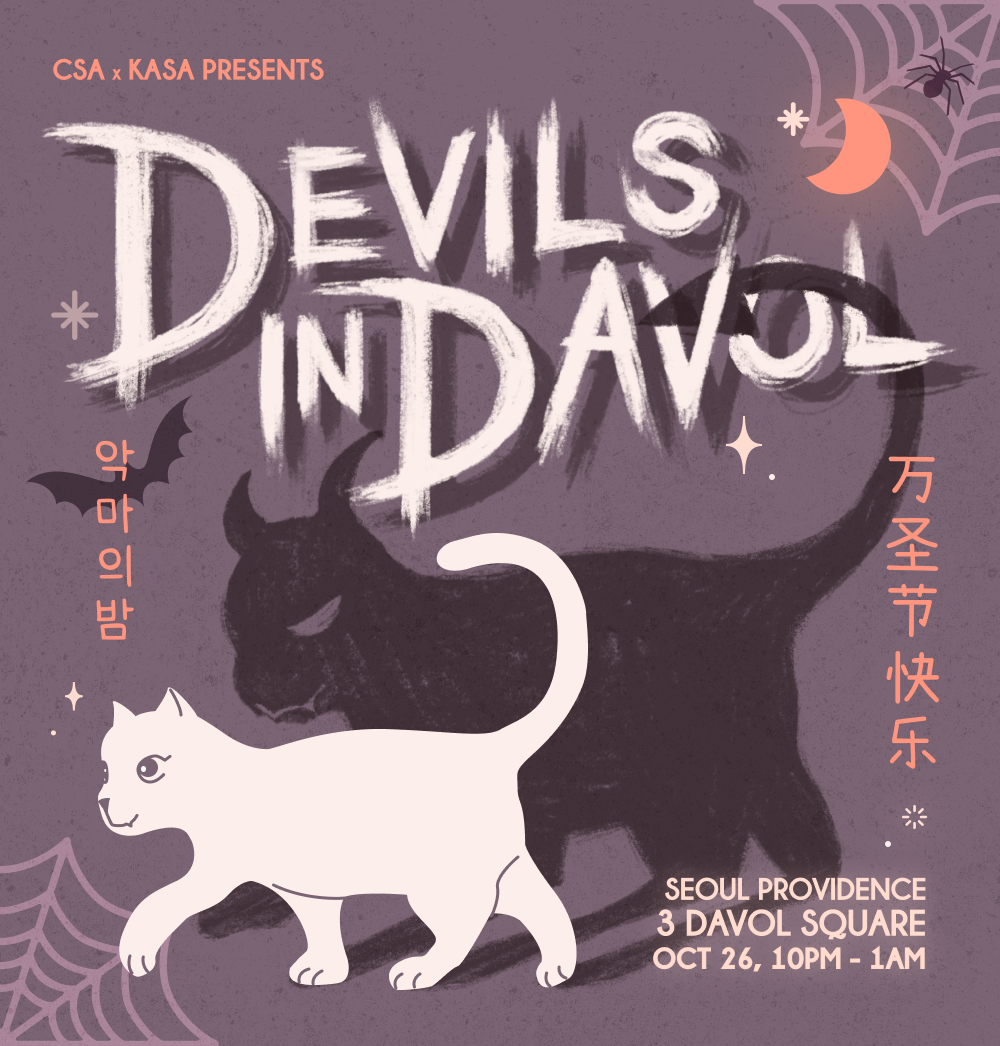 CSA x KASA PRESENTS
DEVILS
IN DAVOL
악마의밤
万圣节快乐
SEOUL PROVIDENCE
3 DAVOL SQUARE
OCT 26, 10PM - 1AM